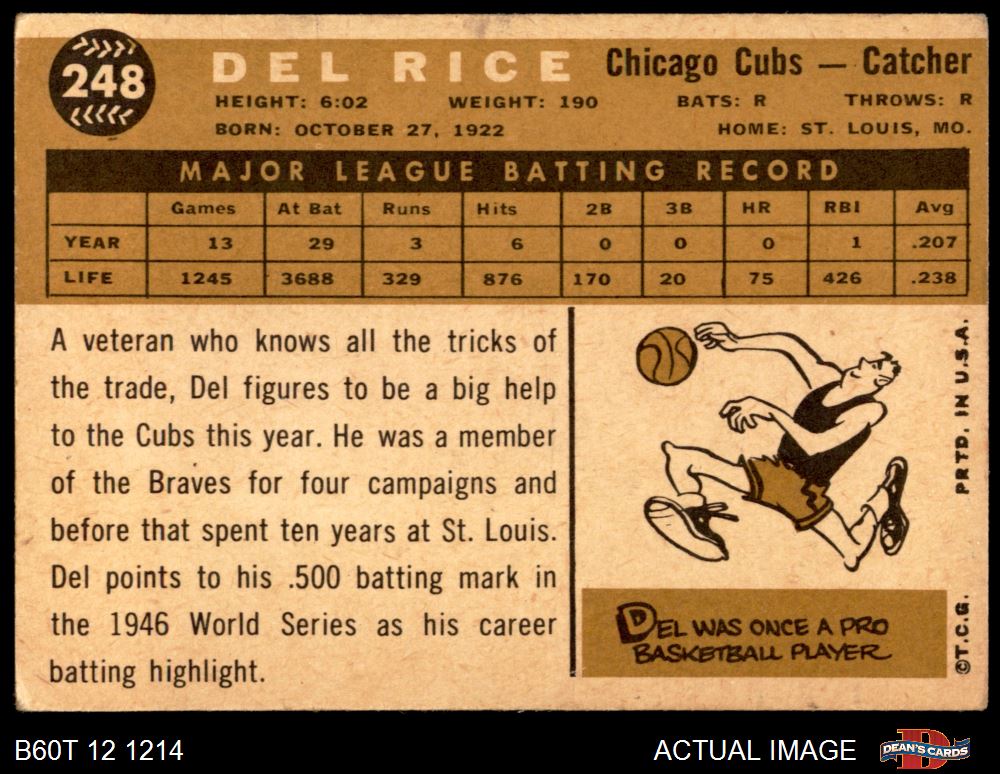 248
DEL RICE Chicago Cubs — Catcher
HEIGHT: 6:02 WEIGHT: 190 BATS: R THROWS: R
BORN: OCTOBER 27, 1922 HOME: ST. LOUIS, MO.
MAJOR LEAGUE BATTING RECORD
Games At Bat Runs Hits 2B 3B HR RBI Avg
YEAR 13 29 3 6 0 0 0 1 .207
LIFE 1245 3688 329 876 170 20 75 426 .238
A veteran who knows all the tricks of
the trade, Del figures to be a big help
to the Cubs this year. He was a member
of the Braves for four campaigns and
before that spent ten years at St. Louis.
Del points to his .500 batting mark in
the 1946 World Series as his career
batting highlight.
DEL WAS ONCE A PRO
BASKETBALL PLAYER
©T.C.G. PRTD. IN U.S.A.
B60T 12 1214 ACTUAL IMAGE DEAN'S CARDS